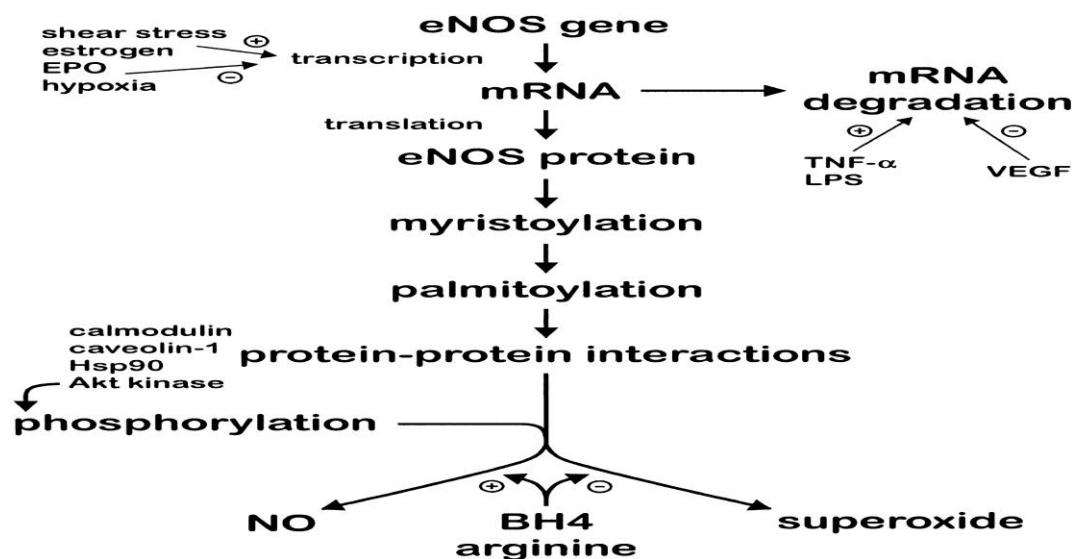 eNOS gene
shear stress
estrogen
EPO
hypoxia
⊕
⊖
transcription
mRNA
mRNA
degradation
⊕
⊖
TNF-α
LPS
VEGF
translation
eNOS protein
myristoylation
palmitoylation
calmodulin
caveolin-1
Hsp90
Akt kinase
protein-protein interactions
phosphorylation
⊕
⊖
NO
BH4
arginine
superoxide